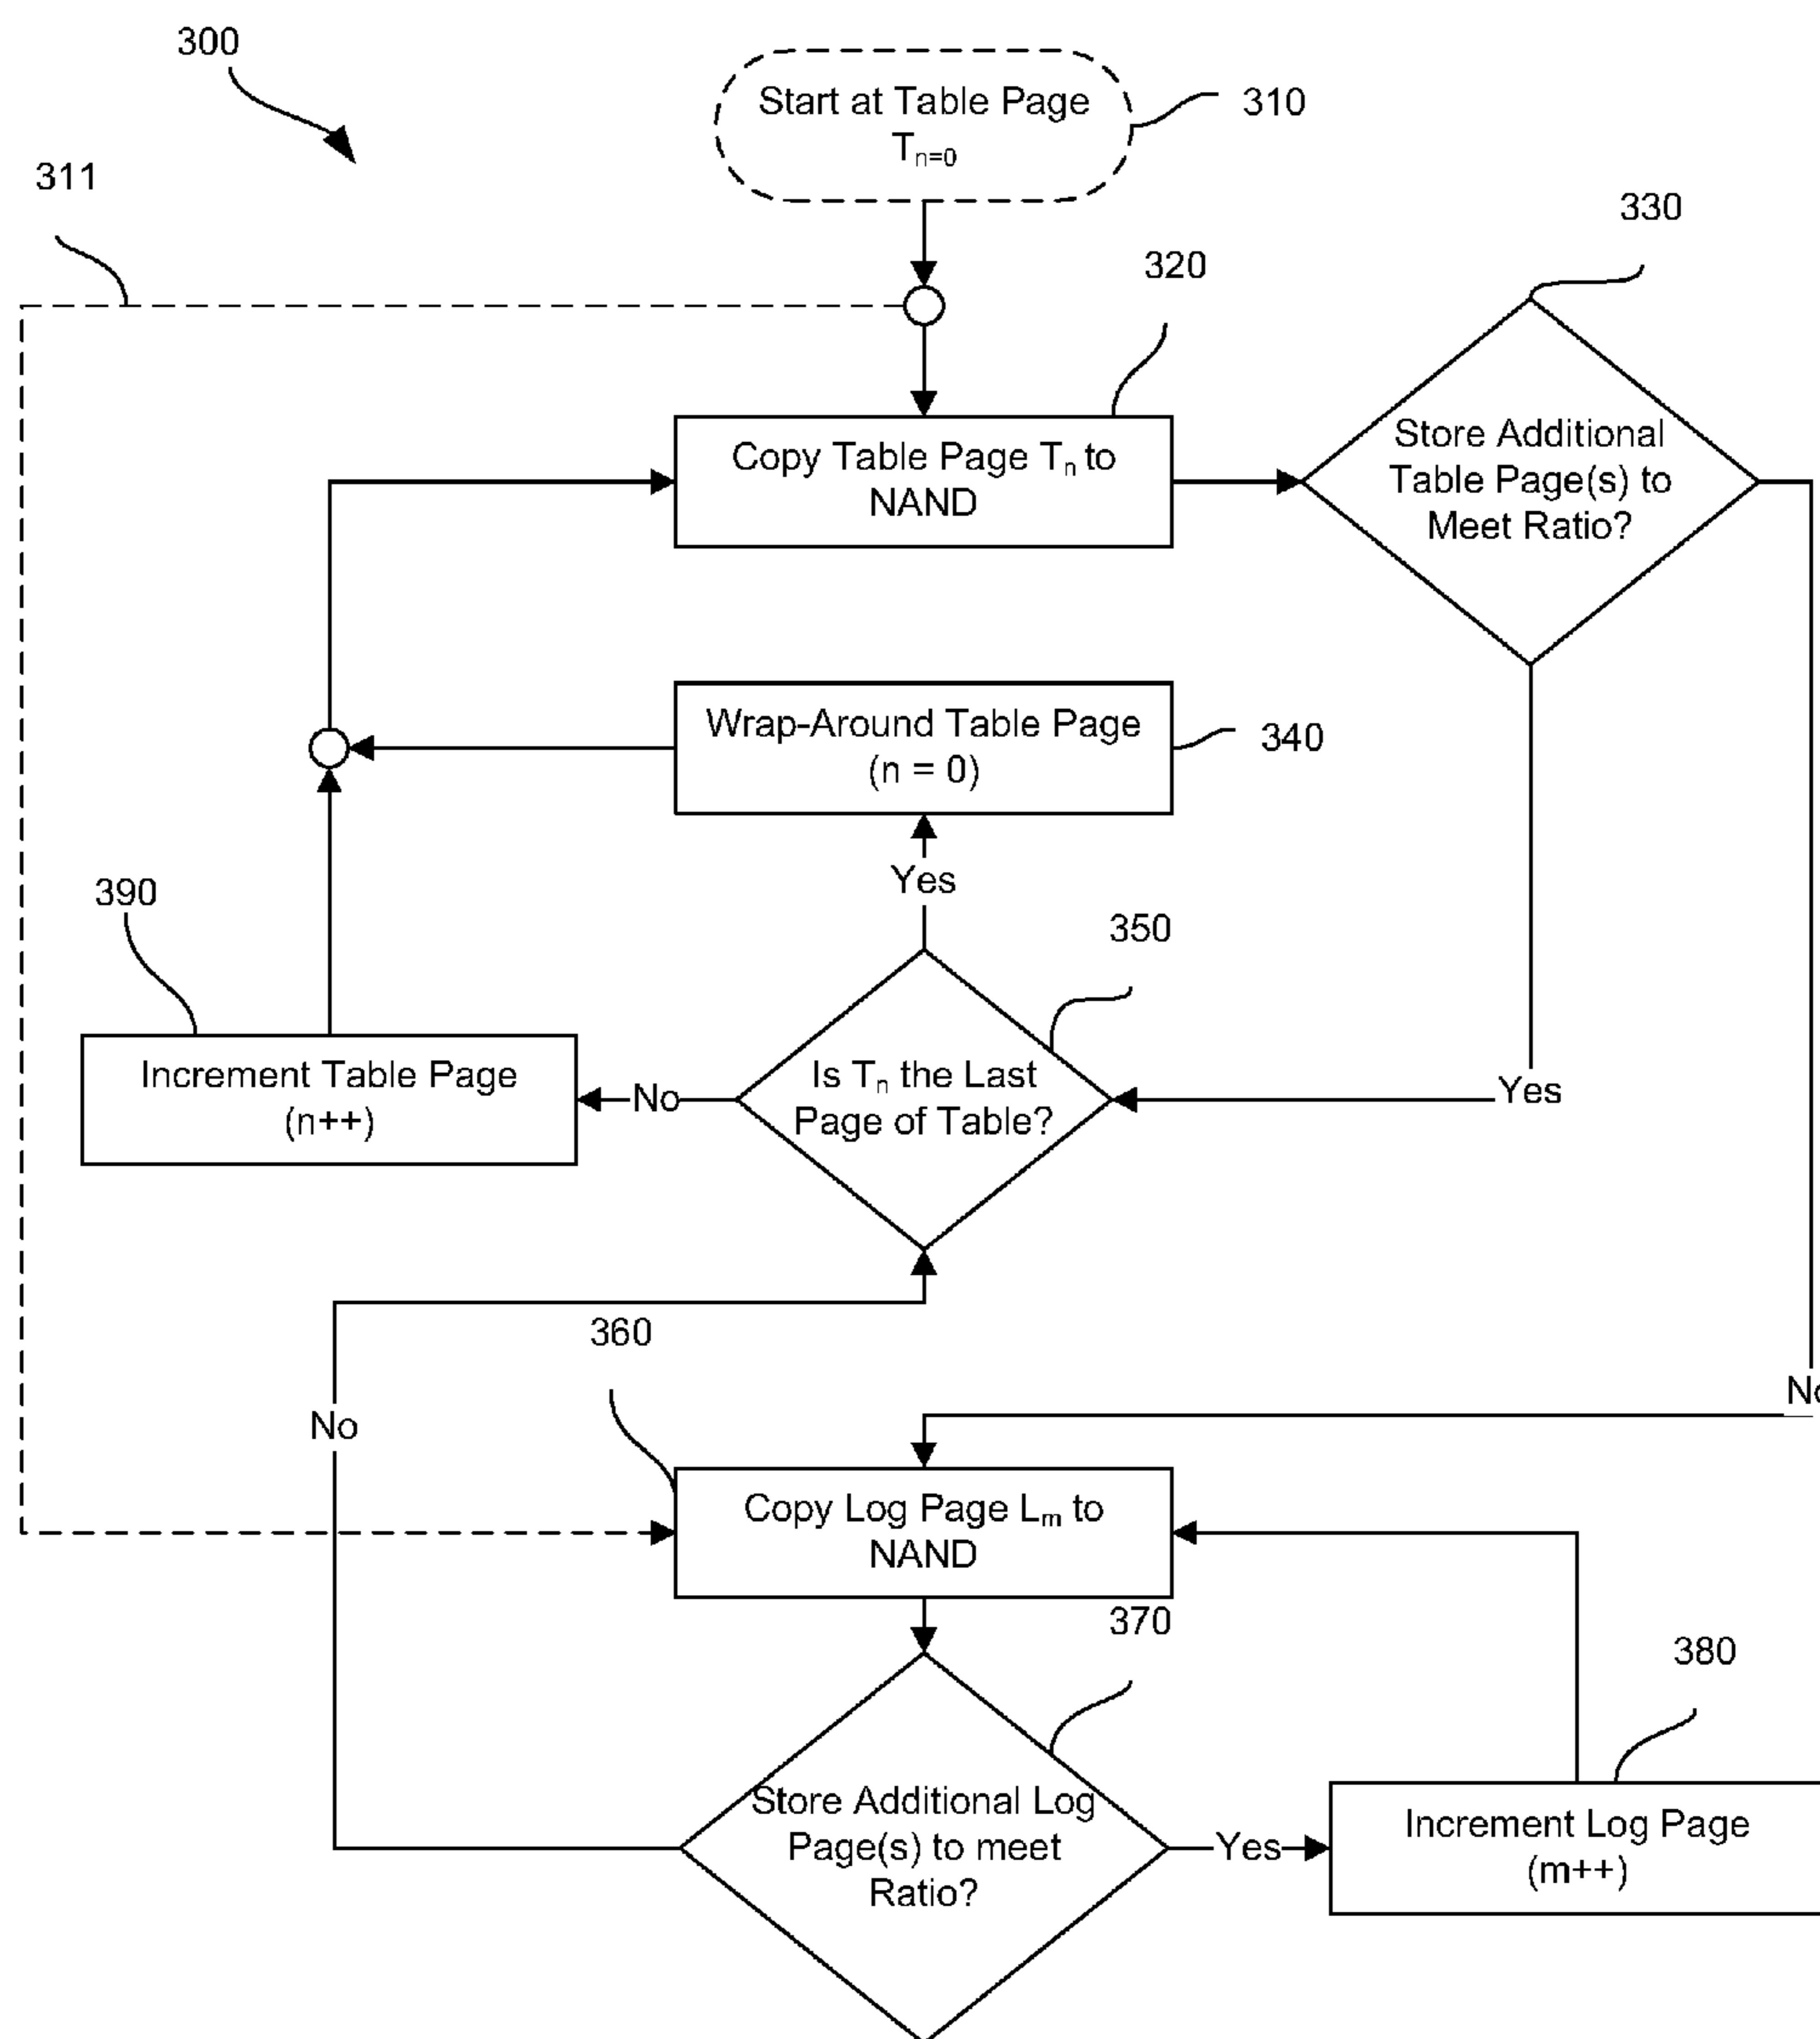 300
Start at Table Page
Tn=0
310
311
330
320
Copy Table Page Tn to
NAND
Store Additional
Table Page(s) to
Meet Ratio?
Wrap-Around Table Page
(n = 0)
340
Yes
390
350
Increment Table Page
(n++)
No
Is Tn the Last
Page of Table?
Yes
360
No
No
Copy Log Page Lm to
NAND
370
380
Store Additional Log
Page(s) to meet
Ratio?
Yes
Increment Log Page
(m++)